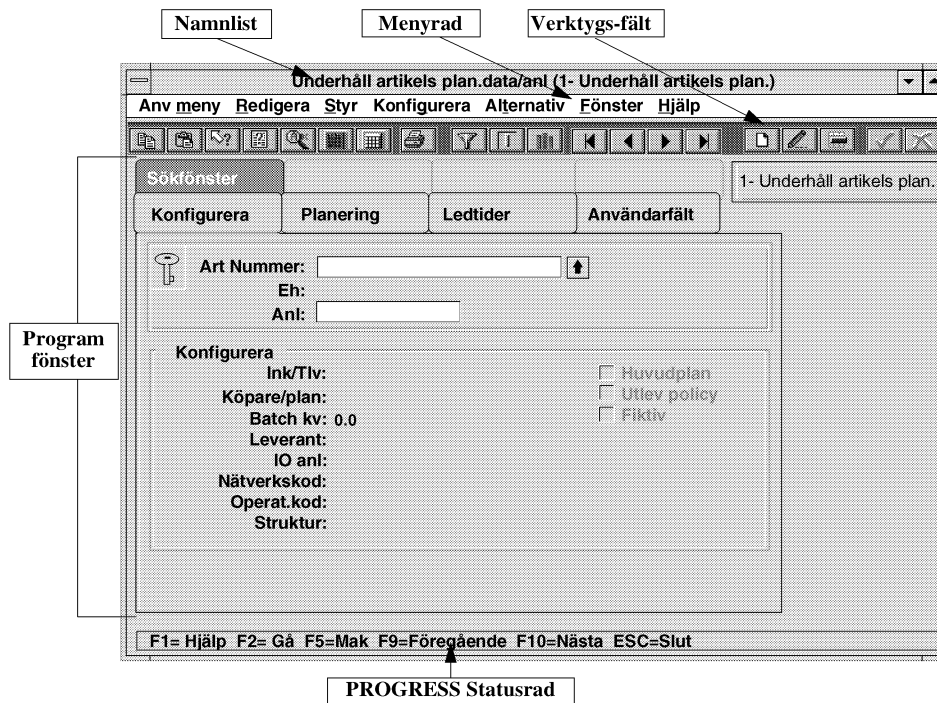 Namnlist Menyrad Verktygs-fält
Underhåll artikels plan.data/anl (1- Underhåll artikels plan.)
Anv meny Redigera Styr Konfigurera Alternativ Fönster Hjälp
Sökfönster
1- Underhåll artikels plan.
Konfigurera Planering Ledtider Användarfält
Art Nummer:
Eh:
Anl:
Program
fönster
Konfigurera
Ink/Tlv:
Huvudplan
Köpare/plan:
Utlev policy
Batch kv: 0.0
Fiktiv
Leverant:
IO anl:
Nätverkskod:
Operat.kod:
Struktur:
F1= Hjälp F2= Gå F5=Mak F9=Föregående F10=Nästa ESC=Slut
PROGRESS Statusrad